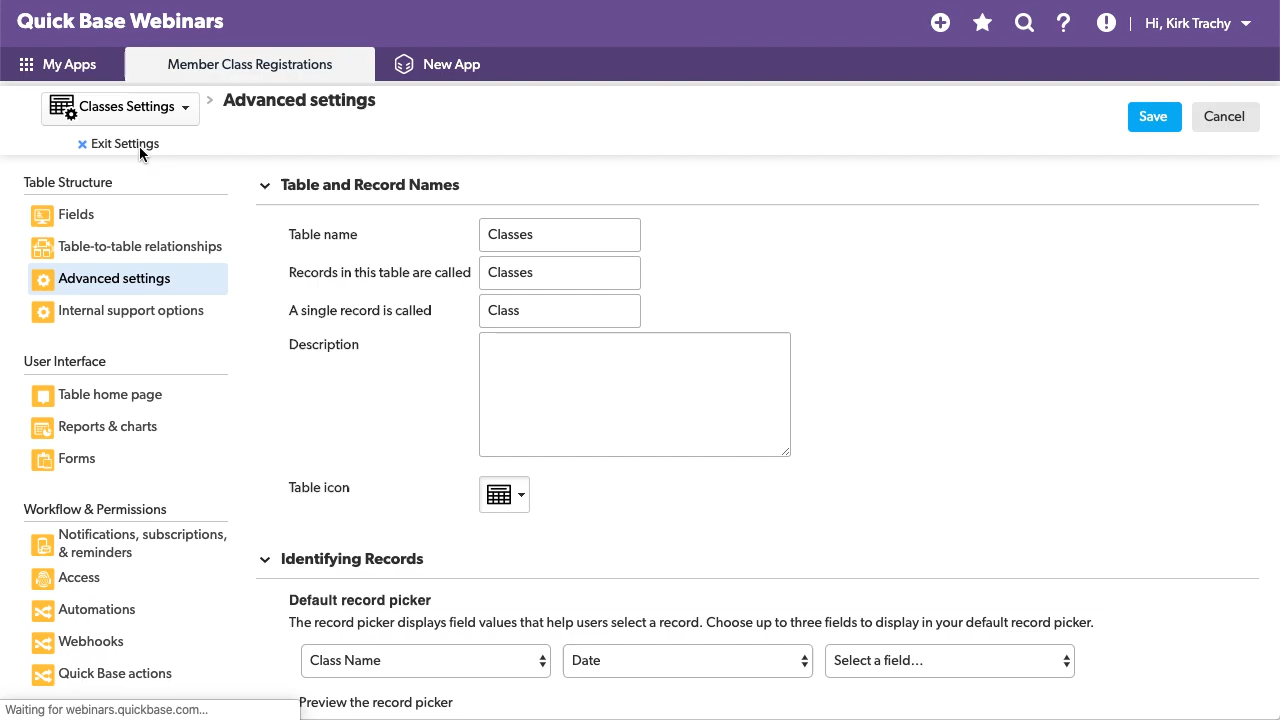 Quick Base Webinars
Hi, Kirk Trachy
My Apps
Member Class Registrations
New App
Classes Settings
> Advanced settings
Save
Cancel
Exit Settings
Table Structure
Fields
Table-to-table relationships
Advanced settings
Internal support options
User Interface
Table home page
Reports & charts
Forms
Workflow & Permissions
Notifications, subscriptions,
& reminders
Access
Automations
Webhooks
Quick Base actions
Table and Record Names
Table name
Classes
Records in this table are called
Classes
A single record is called
Class
Description
Table icon
Identifying Records
Default record picker
The record picker displays field values that help users select a record. Choose up to three fields to display in your default record picker.
Class Name
Date
Select a field...
Preview the record picker
Waiting for webinars.quickbase.com...